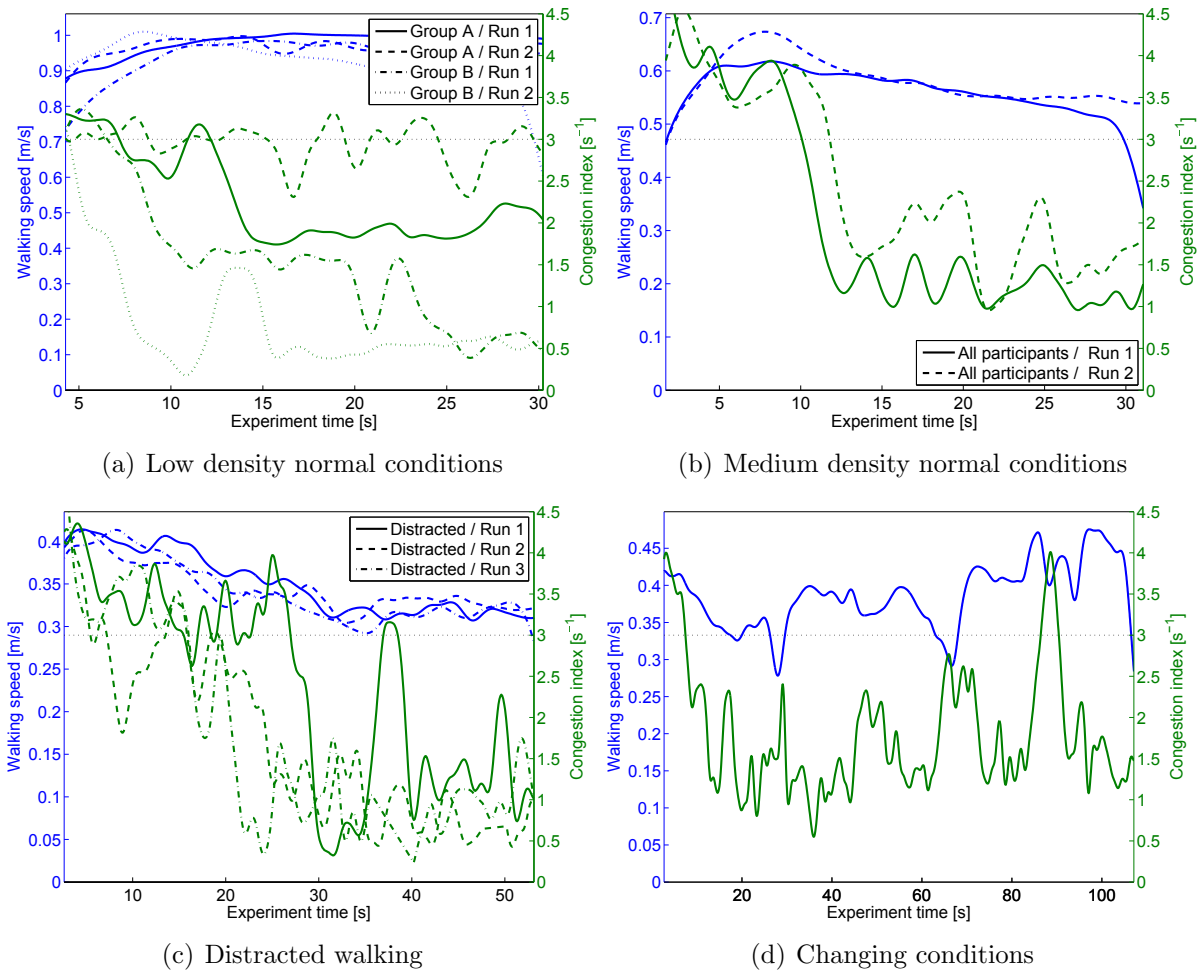 Group A / Run 1
Group A / Run 2
Group B / Run 1
Group B / Run 2
Walking speed [m/s]
0
0.1
0.2
0.3
0.4
0.5
0.6
0.7
0.8
0.9
1
Congestion index [s⁻¹]
0
0.5
1
1.5
2
2.5
3
3.5
4
4.5
5 10 15 20 25 30
Experiment time [s]
(a) Low density normal conditions
All participants / Run 1
All participants / Run 2
Walking speed [m/s]
0
0.1
0.2
0.3
0.4
0.5
0.6
0.7
Congestion index [s⁻¹]
0
0.5
1
1.5
2
2.5
3
3.5
4
4.5
5 10 15 20 25 30
Experiment time [s]
(b) Medium density normal conditions
Distracted / Run 1
Distracted / Run 2
Distracted / Run 3
Walking speed [m/s]
0
0.05
0.1
0.15
0.2
0.25
0.3
0.35
0.4
Congestion index [s⁻¹]
0
0.5
1
1.5
2
2.5
3
3.5
4
4.5
10 20 30 40 50
Experiment time [s]
(c) Distracted walking
Walking speed [m/s]
0
0.05
0.1
0.15
0.2
0.25
0.3
0.35
0.4
0.45
Congestion index [s⁻¹]
0
0.5
1
1.5
2
2.5
3
3.5
4
4.5
20 40 60 80 100
Experiment time [s]
(d) Changing conditions